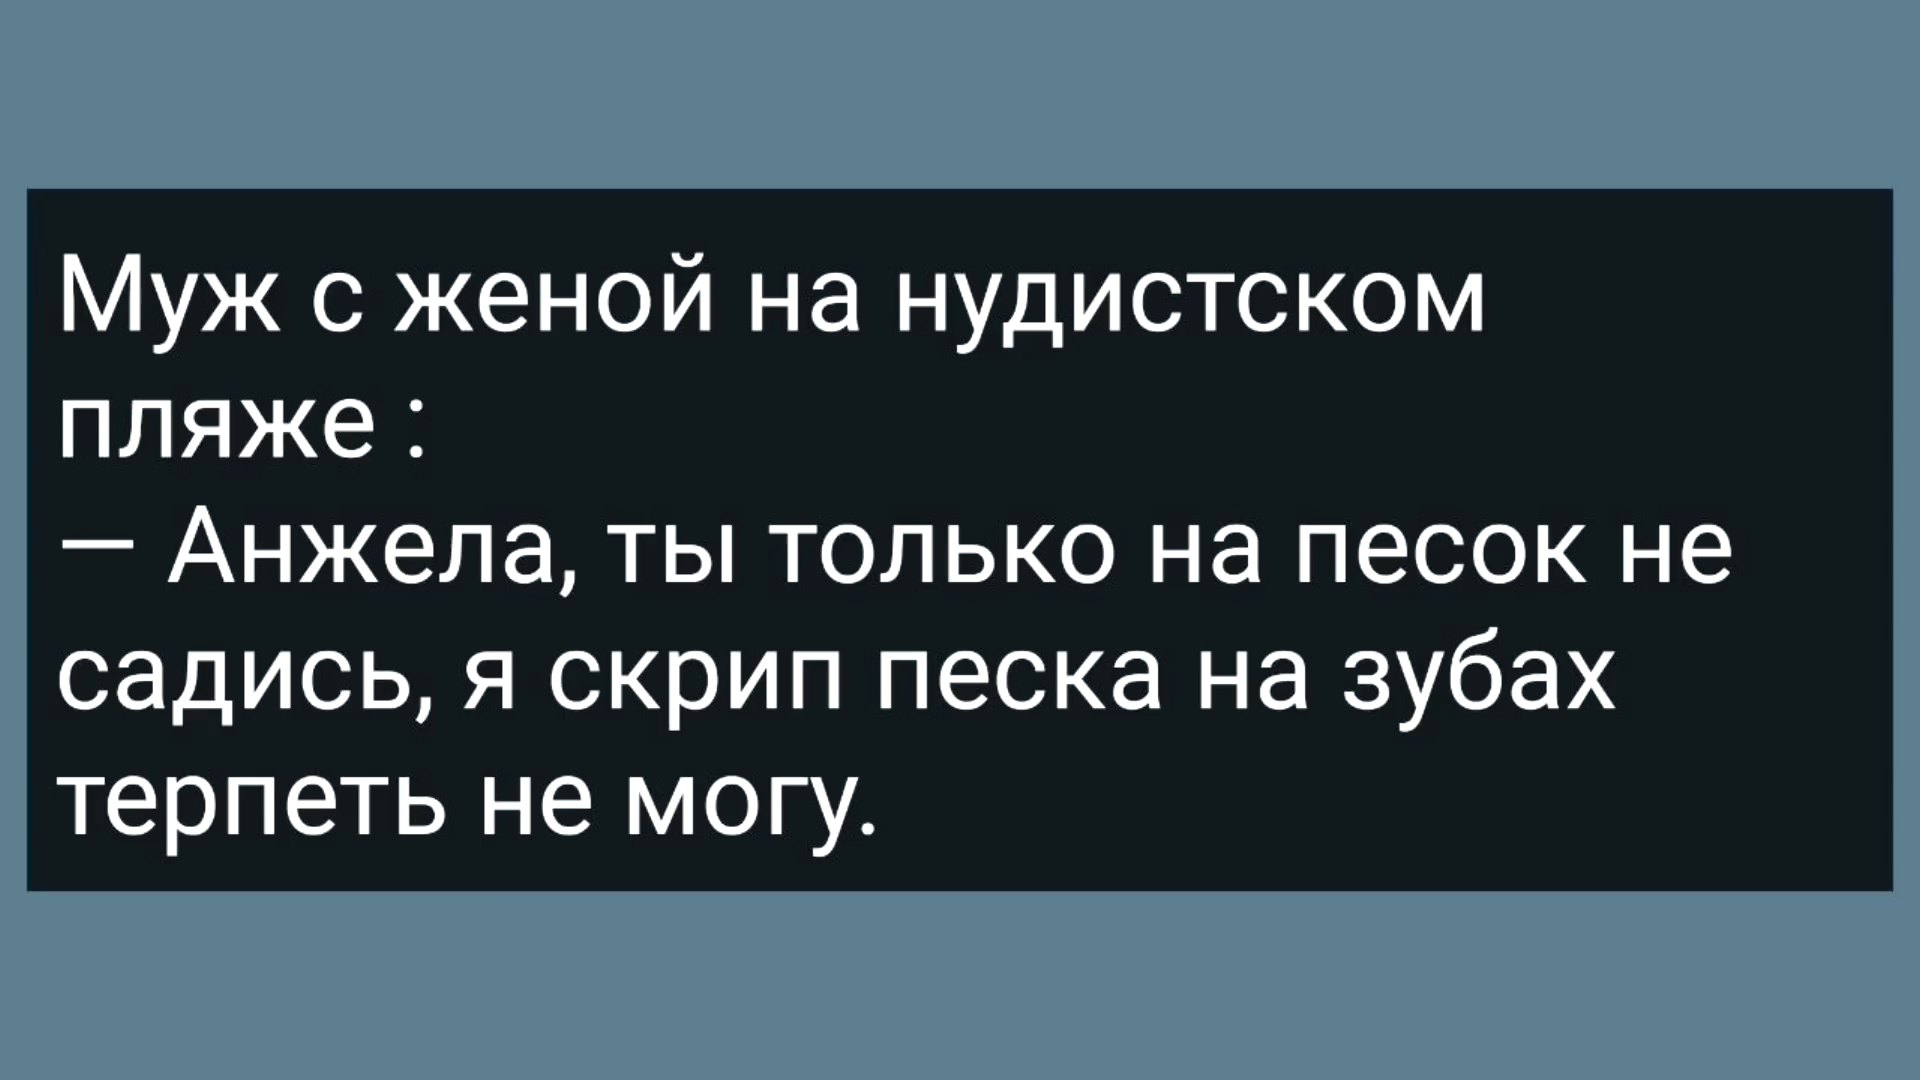 Муж с женой на нудистском
пляже :
— Анжела, ты только на песок не
садись, я скрип песка на зубах
терпеть не могу.